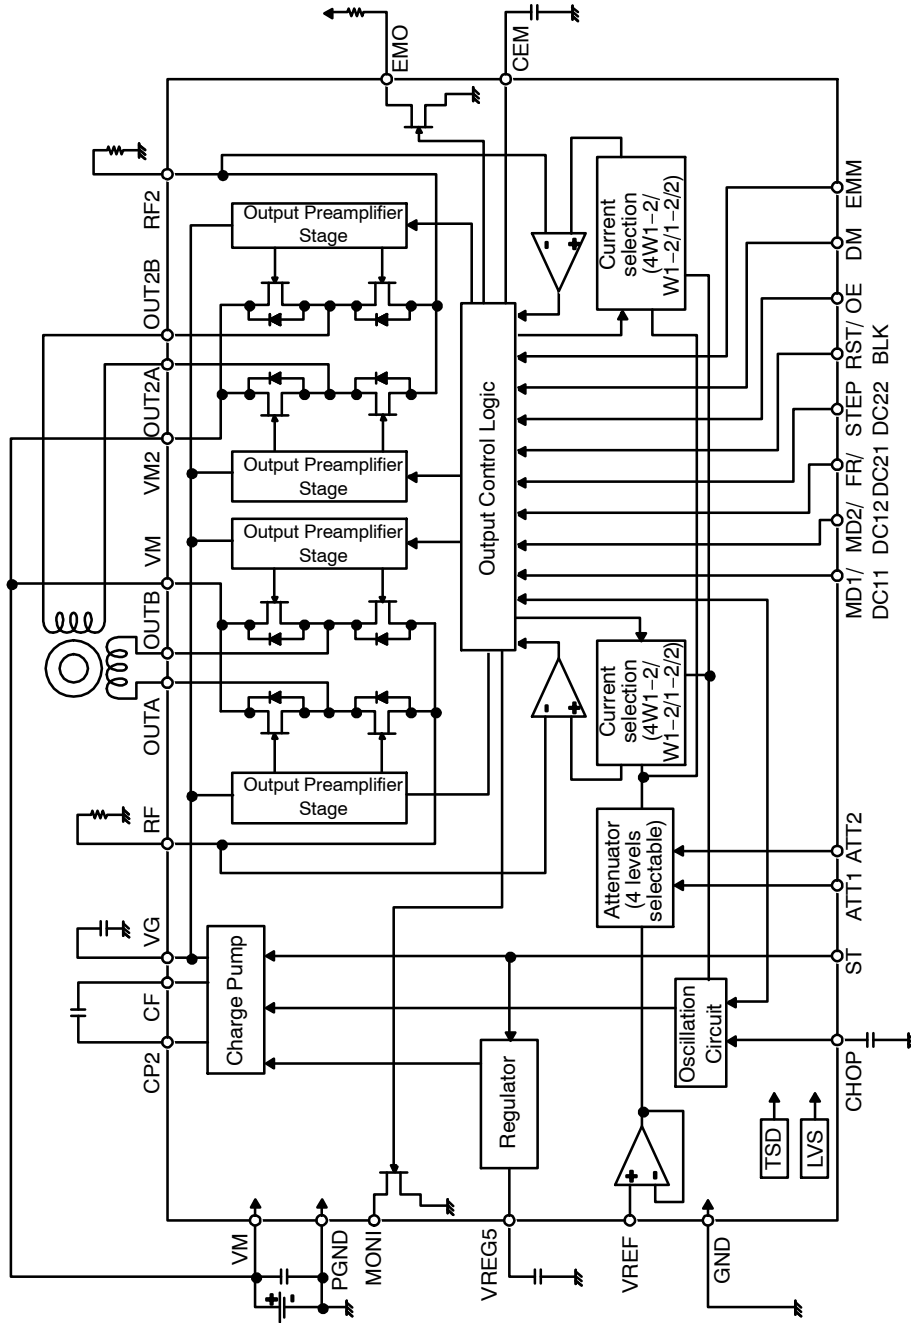 EMO
CEM
RF2
OUT2B
OUT2A
VM2
VM
OUTB
OUTA
RF
VG
CF
CP2
Output Preamplifier
Stage
Output Preamplifier
Stage
Output Preamplifier
Stage
Output Preamplifier
Stage
Output Control Logic
- +
Current
selection
(4W1-2/
W1-2/1-2/2)
- +
Current
selection
(4W1-2/
W1-2/1-2/2)
Attenuator
(4 levels
selectable)
Charge Pump
Regulator
Oscillation
Circuit
+ -
TSD
LVS
EMM
DM
OE
RST/
BLK
STEP
DC22
FR/
DC21
MD2/
DC12
MD1/
DC11
ATT2
ATT1
ST
CHOP
VM
PGND
MONI
VREG5
VREF
GND
+ -